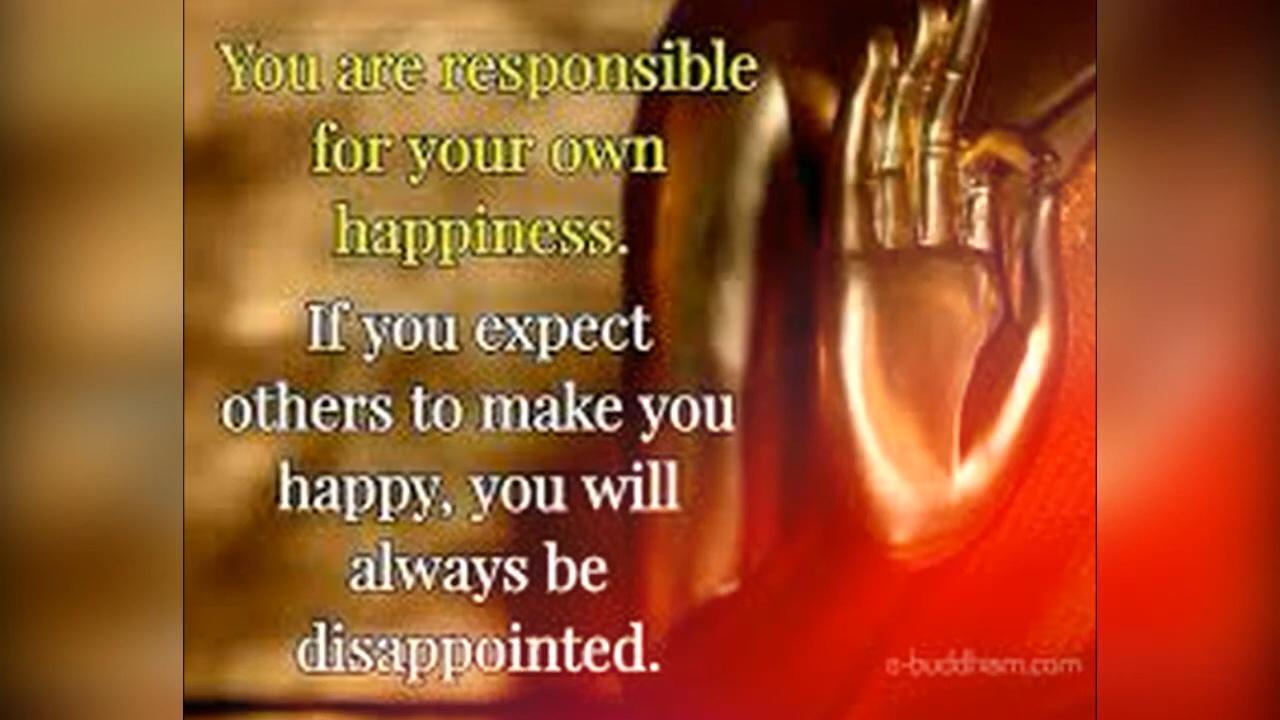 You are responsible
for your own
happiness.
If you expect
others to make you
happy, you will
always be
disappointed.
e-buddhism.com